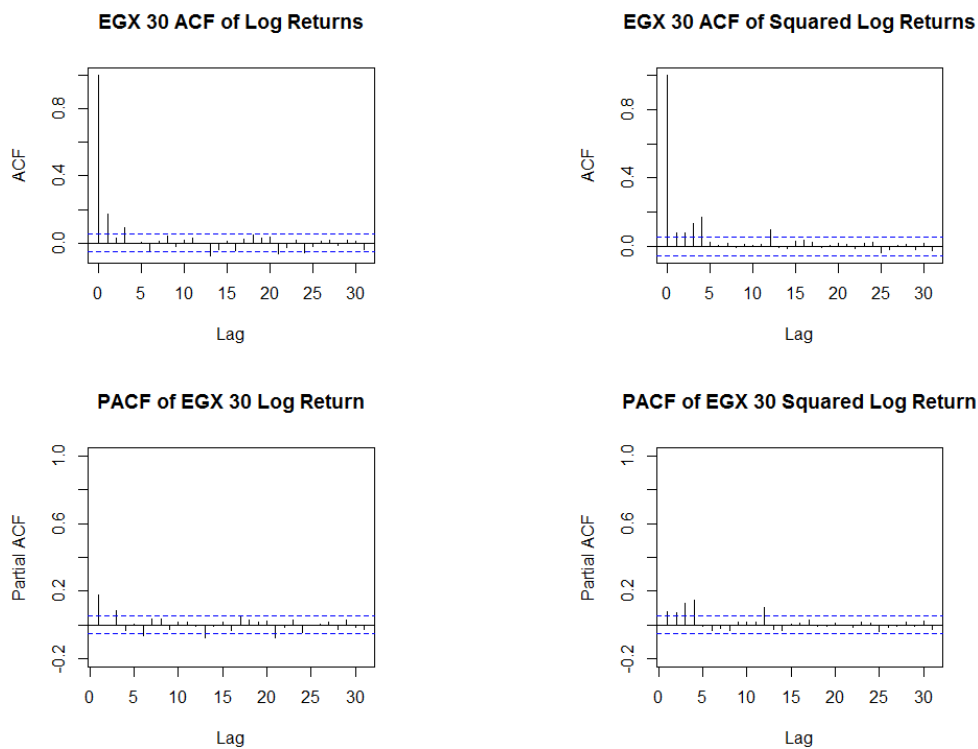 EGX 30 ACF of Log Returns
ACF
0.0 0.4 0.8
0 5 10 15 20 25 30
Lag
EGX 30 ACF of Squared Log Returns
ACF
0.0 0.4 0.8
0 5 10 15 20 25 30
Lag
PACF of EGX 30 Log Return
Partial ACF
-0.2 0.2 0.6 1.0
0 5 10 15 20 25 30
Lag
PACF of EGX 30 Squared Log Return
Partial ACF
-0.2 0.2 0.6 1.0
0 5 10 15 20 25 30
Lag